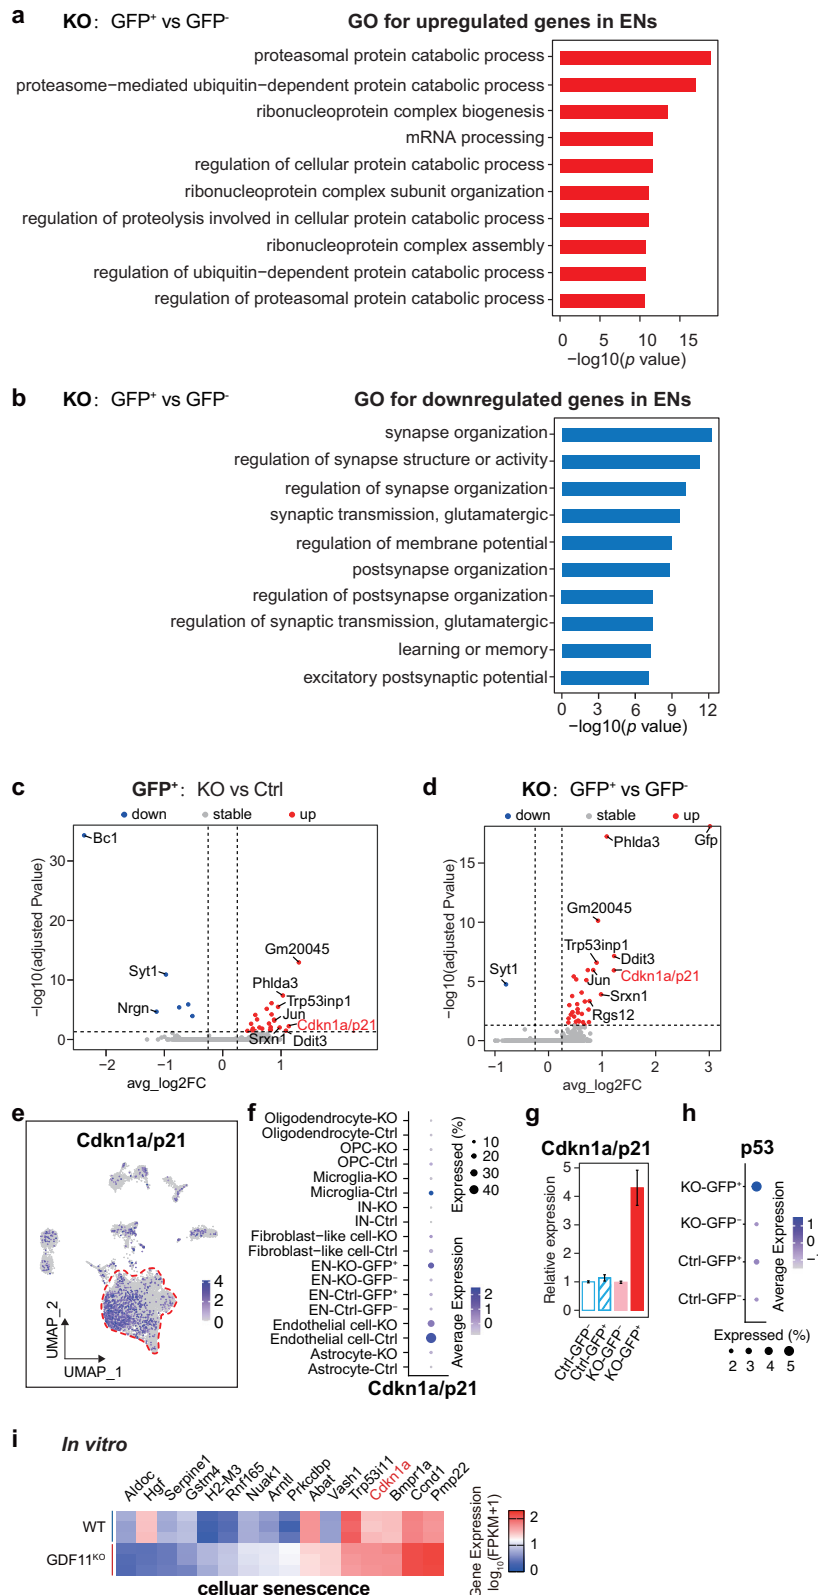 a
KO: GFP+ vs GFP-
GO for upregulated genes in ENs
proteasomal protein catabolic process
proteasome−mediated ubiquitin−dependent protein catabolic process
ribonucleoprotein complex biogenesis
mRNA processing
regulation of cellular protein catabolic process
ribonucleoprotein complex subunit organization
regulation of proteolysis involved in cellular protein catabolic process
ribonucleoprotein complex assembly
regulation of ubiquitin−dependent protein catabolic process
regulation of proteasomal protein catabolic process
0 5 10 15
−log10(p value)
b
KO: GFP+ vs GFP-
GO for downregulated genes in ENs
synapse organization
regulation of synapse structure or activity
regulation of synapse organization
synaptic transmission, glutamatergic
regulation of membrane potential
postsynapse organization
regulation of postsynapse organization
regulation of synaptic transmission, glutamatergic
learning or memory
excitatory postsynaptic potential
0 3 6 9 12
−log10(p value)
c
GFP+: KO vs Ctrl
down stable up
−log10(adjusted Pvalue)
30
20
10
0
Bc1
Syt1
Nrgn
Gm20045
Phlda3
Trp53inp1
Jun
Cdkn1a/p21
Srxn1
Ddit3
−2 −1 0 1
avg_log2FC
d
KO: GFP+ vs GFP-
down stable up
−log10(adjusted Pvalue)
15
10
5
0
Phlda3
Gfp
Gm20045
Trp53inp1
Ddit3
Cdkn1a/p21
Syt1
Jun
Srxn1
Rgs12
−1 0 1 2 3
avg_log2FC
e
Cdkn1a/p21
4
2
0
UMAP_2
UMAP_1
f
Oligodendrocyte-KO
Oligodendrocyte-Ctrl
OPC-KO
OPC-Ctrl
Microglia-KO
Microglia-Ctrl
IN-KO
IN-Ctrl
Fibroblast−like cell-KO
Fibroblast−like cell-Ctrl
EN-KO-GFP+
EN-KO-GFP-
EN-Ctrl-GFP+
EN-Ctrl-GFP-
Endothelial cell-KO
Endothelial cell-Ctrl
Astrocyte-KO
Astrocyte-Ctrl
Cdkn1a/p21
Expressed (%)
10
20
30
40
Average Expression
2
1
0
g
Cdkn1a/p21
Relative expression
5
4
3
2
1
0
Ctrl-GFP-
Ctrl-GFP+
KO-GFP-
KO-GFP+
h
p53
KO-GFP+
KO-GFP-
Ctrl-GFP+
Ctrl-GFP-
Average Expression
1
0
−1
Expressed (%)
2 3 4 5
i
In vitro
Aldoc
Hgf
Serpine1
Gstm4
H2-M3
Rnf165
Nuak1
Arntl
Prkcdbp
Abat
Vash1
Trp53i11
Cdkn1a
Bmpr1a
Ccnd1
Pmp22
WT
GDF11KO
celluar senescence
Gene Expression
log10(FPKM+1)
2
1
0